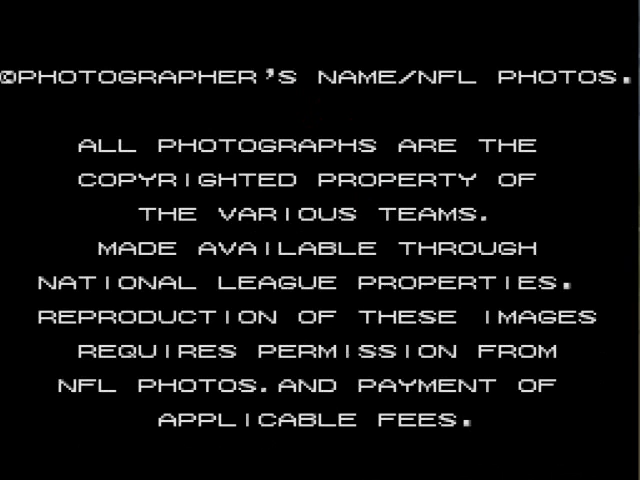 ©PHOTOGRAPHER'S NAME/NFL PHOTOS.
ALL PHOTOGRAPHS ARE THE
COPYRIGHTED PROPERTY OF
THE VARIOUS TEAMS.
MADE AVAILABLE THROUGH
NATIONAL LEAGUE PROPERTIES.
REPRODUCTION OF THESE IMAGES
REQUIRES PERMISSION FROM
NFL PHOTOS.AND PAYMENT OF
APPLICABLE FEES.